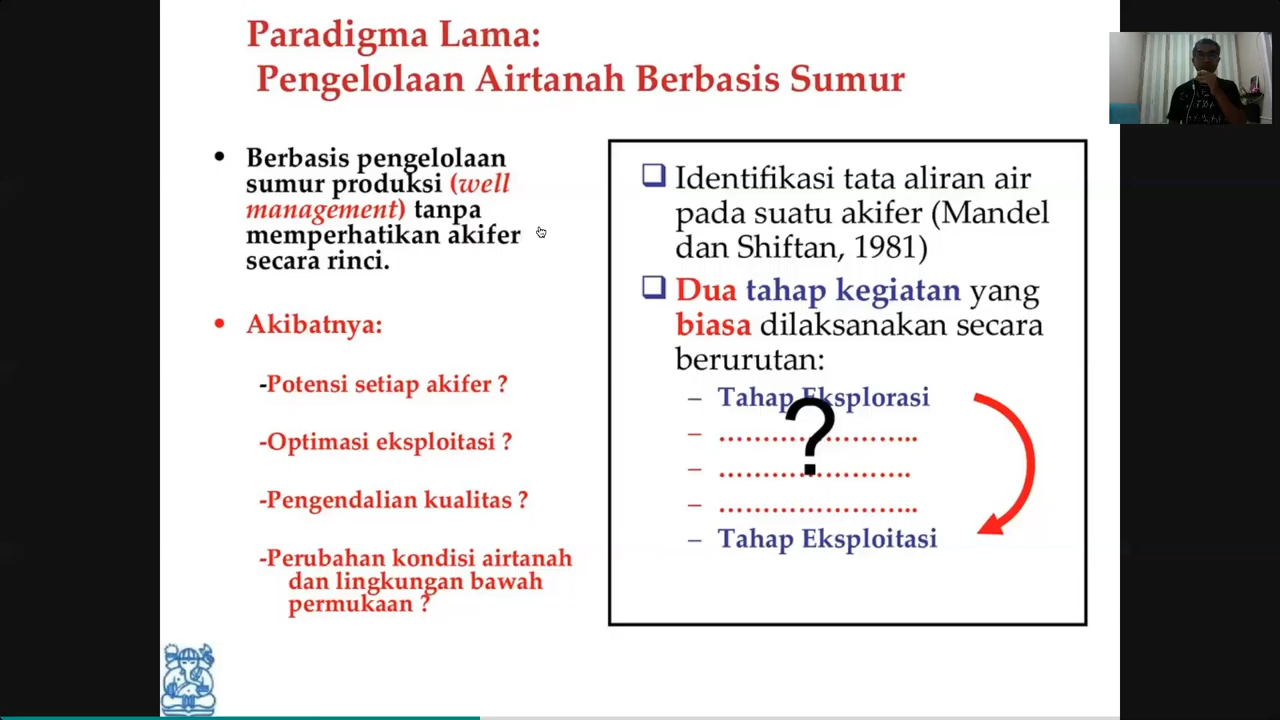 Paradigma Lama:
Pengelolaan Airtanah Berbasis Sumur
• Berbasis pengelolaan
sumur produksi (well
management) tanpa
memperhatikan akifer
secara rinci.
• Akibatnya:
-Potensi setiap akifer ?
-Optimasi eksploitasi ?
-Pengendalian kualitas ?
-Perubahan kondisi airtanah
dan lingkungan bawah
permukaan ?
❑ Identifikasi tata aliran air
pada suatu akifer (Mandel
dan Shiftan, 1981)
❑ Dua tahap kegiatan yang
biasa dilaksanakan secara
berurutan:
– Tahap Eksplorasi
– …………………..
– ………………….
– …………………..
?
– Tahap Eksploitasi